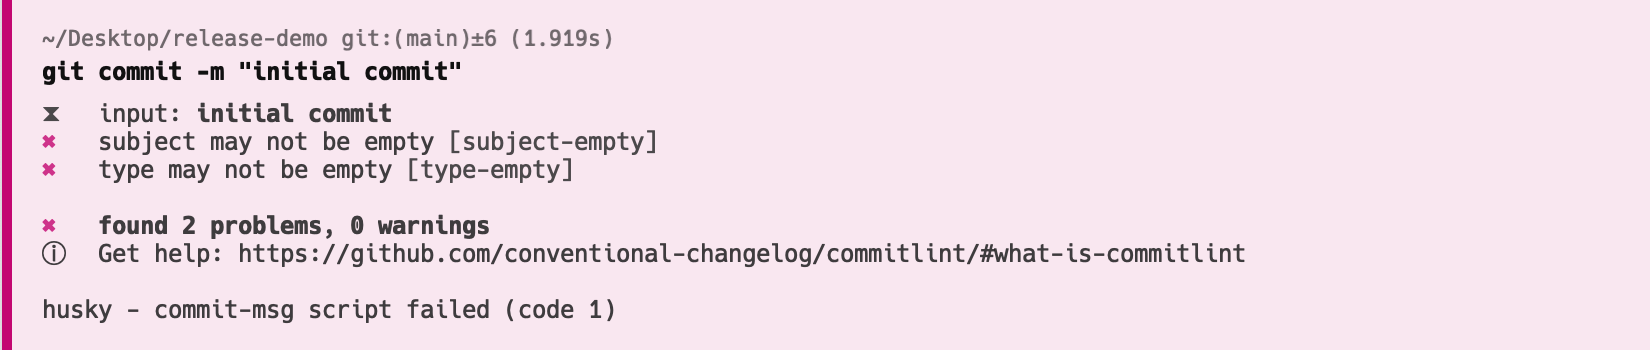 ~/Desktop/release-demo git:(main)±6 (1.919s)
git commit -m "initial commit"
⧗   input: initial commit
✖   subject may not be empty [subject-empty]
✖   type may not be empty [type-empty]
✖   found 2 problems, 0 warnings
ⓘ   Get help: https://github.com/conventional-changelog/commitlint/#what-is-commitlint
husky - commit-msg script failed (code 1)